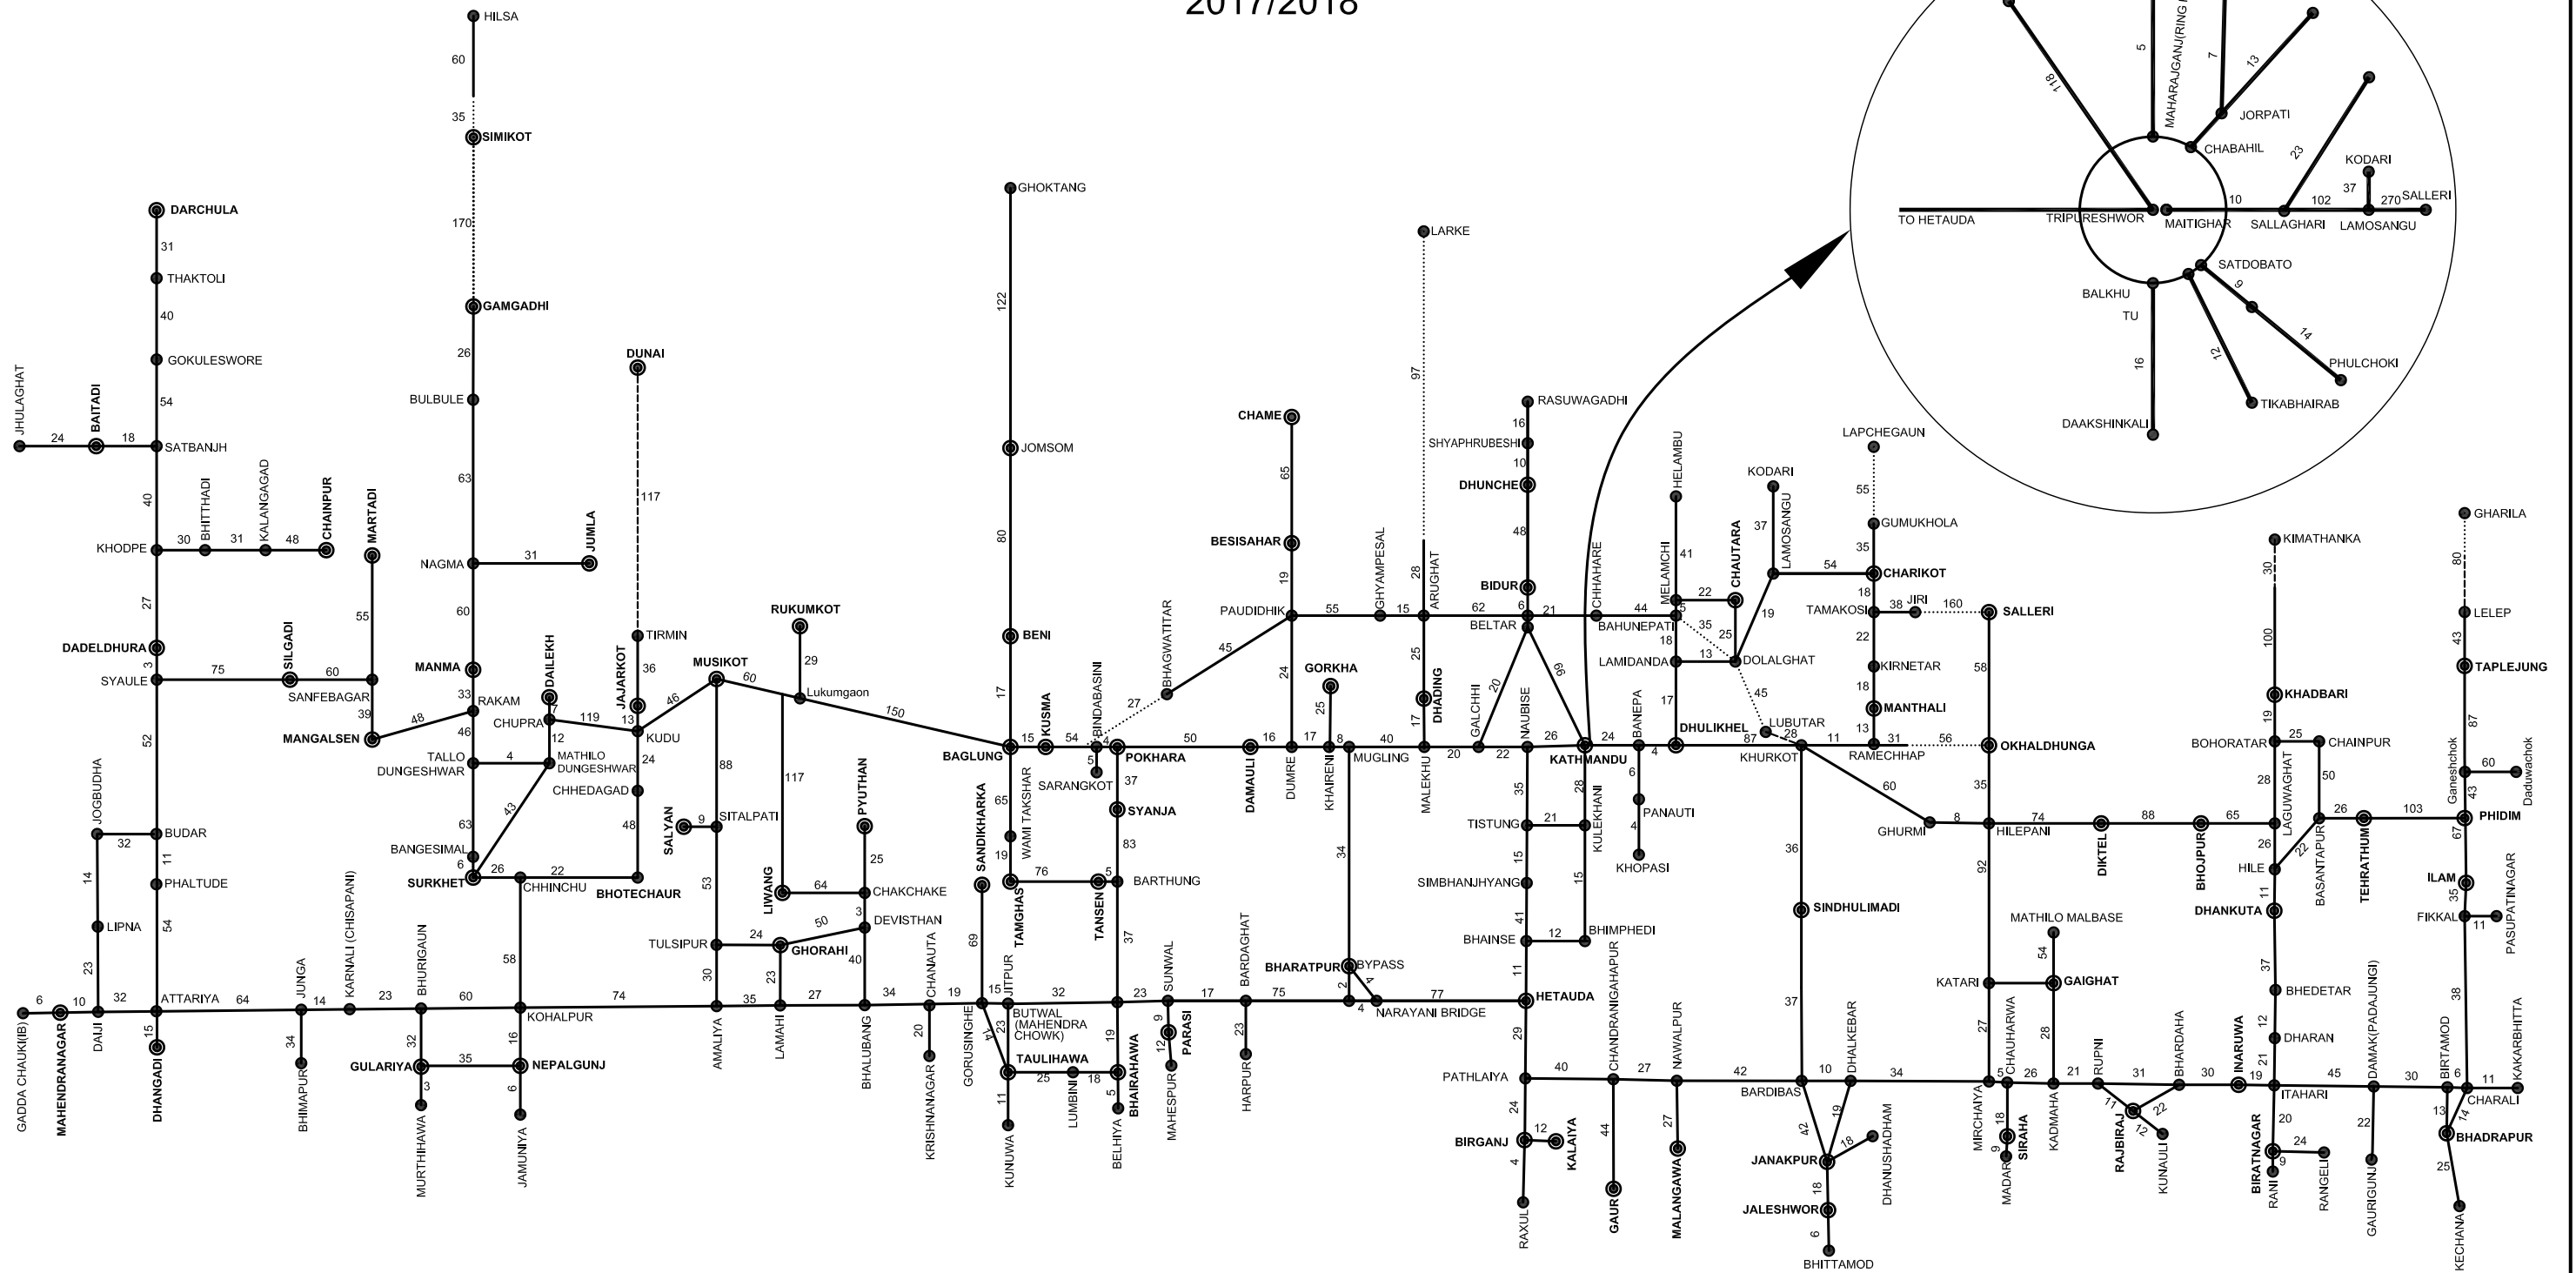 2017/2018
HILSA
60
35
SIMIKOT
170
GAMGADHI
26
BULBULE
63
NAGMA
31
JUMLA
60
MANMA
33
RAKAM
46
TALLO
DUNGESHWAR
4
MATHILO
DUNGESHWAR
12
CHUPRA
7
DAILEKH
119
43
63
BANGESIMAL
6
SURKHET
26
CHHINCHU
22
BHOTECHAUR
58
DARCHULA
31
THAKTOLI
40
GOKULESWORE
54
JHULAGHAT
24
BAITADI
18
SATBANJH
40
KHODPE
30
BHITTHADI
31
KALANGAGAD
48
CHAINPUR
27
DADELDHURA
3
SYAULE
75
SILGADI
60
SANFEBAGAR
MARTADI
55
39
MANGALSEN
48
52
BUDAR
32
JOGBUDHA
14
LIPNA
23
11
PHALTUDE
54
DUNAI
117
TIRMIN
36
JAJARKOT
13
KUDU
24
CHHEDAGAD
48
46
MUSIKOT
60
RUKUMKOT
29
Lukumgaon
150
88
117
SALYAN
9
SITALPATI
53
LIWANG
64
PYUTHAN
25
CHAKCHAKE
3
DEVISTHAN
50
TULSIPUR
24
GHORAHI
30
23
40
GADDA CHAUKI(IB)
6
MAHENDRANAGAR
10
DAIJI
32
ATTARIYA
15
DHANGADI
64
JUNGA
34
BHIMAPUR
14
KARNALI (CHISAPANI)
23
BHURIGAUN
32
GULARIYA
3
MURTHIHAWA
35
60
KOHALPUR
16
NEPALGUNJ
6
JAMUNIYA
74
AMALIYA
35
LAMAHI
27
BHALUBANG
34
CHANAUTA
20
KRISHNANAGAR
19
GORUSINGHE
69
SANDIKHARKA
15
JITPUR
14
23
TAULIHAWA
11
KUNUWA
25
LUMBINI
18
BHAIRAHAWA
5
BELHIYA
32
BUTWAL
(MAHENDRA
CHOWK)
19
23
SUNWAL
9
PARASI
12
MAHESPUR
17
BARDAGHAT
23
HARPUR
75
GHOKTANG
122
JOMSOM
80
BENI
17
BAGLUNG
15
KUSMA
54
BINDABASINI
5
SARANGKOT
4
POKHARA
27
BHAGWATITAR
45
65
WAMI TAKSHAR
19
TAMGHAS
76
TANSEN
5
BARTHUNG
37
SYANJA
83
37
50
DAMAULI
16
DUMRE
17
KHAIRENI
25
GORKHA
8
MUGLING
40
MALEKHU
CHAME
65
BESISAHAR
19
PAUDIDHIK
24
55
GHYAMPESAL
15
ARUGHAT
LARKE
97
28
25
DHADING
17
62
34
BHARATPUR
BYPASS
2
4
4
NARAYANI BRIDGE
77
HETAUDA
20
GALCHHI
22
NAUBISE
20
66
26
KATHMANDU
RASUWAGADHI
16
SHYAPHRUBESHI
10
DHUNCHE
48
BIDUR
6
BELTAR
21
CHHAHARE
44
BAHUNEPATI
5
MELAMCHI
41
HELAMBU
22
CHAUTARA
25
35
DOLALGHAT
18
LAMIDANDA
13
17
19
LAMOSANGU
37
KODARI
54
CHARIKOT
45
24
BANEPA
4
DHULIKHEL
6
PANAUTI
4
KHOPASI
87
LUBUTAR
28
KHURKOT
11
RAMECHHAP
31
56
OKHALDHUNGA
LAPCHEGAUN
55
GUMUKHOLA
35
18
TAMAKOSI
38
JIRI
160
SALLERI
22
KIRNETAR
18
MANTHALI
13
58
35
60
GHURMI
8
HILEPANI
74
DIKTEL
88
BHOJPUR
65
LAGUWAGHAT
35
TISTUNG
21
28
KULEKHANI
15
SIMBHANJHYANG
15
41
BHAINSE
12
BHIMPHEDI
11
29
PATHLAIYA
24
BIRGANJ
12
KALAIYA
4
RAXUL
40
CHANDRANIGAHAPUR
44
GAUR
27
NAWALPUR
27
MALANGAWA
42
BARDIBAS
36
SINDHULIMADI
37
10
DHALKEBAR
42
19
JANAKPUR
18
DHANUSHADHAM
18
JALESHWOR
6
BHITTAMOD
34
MIRCHAIYA
92
KATARI
27
MATHILO MALBASE
54
GAIGHAT
28
5
CHAUHARWA
18
SIRAHA
9
MADAR
26
KADMAHA
21
RUPNI
11
RAJBIRAJ
22
12
KUNAULI
31
BHARDAHA
30
INARUWA
19
ITAHARI
20
BIRATNAGAR
9
RANI
24
RANGELI
45
DAMAK(PADAJUNGI)
22
GAURIGUNJ
30
BIRTAMOD
6
CHARALI
11
KAKARBHITTA
13
14
BHADRAPUR
25
KECHANA
KIMATHANKA
30
100
KHADBARI
19
BOHORATAR
25
CHAINPUR
28
50
26
22
BASANTAPUR
HILE
11
DHANKUTA
37
BHEDETAR
12
DHARAN
21
26
TEHRATHUM
103
PHIDIM
GHARILA
80
LELEP
43
TAPLEJUNG
87
Ganeshchok
60
Daduwachok
43
67
ILAM
35
FIKKAL
11
PASUPATINAGAR
38
118
5
MAHARAJGANJ(RING
7
13
JORPATI
CHABAHIL
23
KODARI
37
270
SALLERI
TO HETAUDA
TRIPURESHWOR
MAITIGHAR
10
SALLAGHARI
102
LAMOSANGU
SATDOBATO
BALKHU
TU
9
14
PHULCHOKI
12
TIKABHAIRAB
16
DAAKSHINKALI